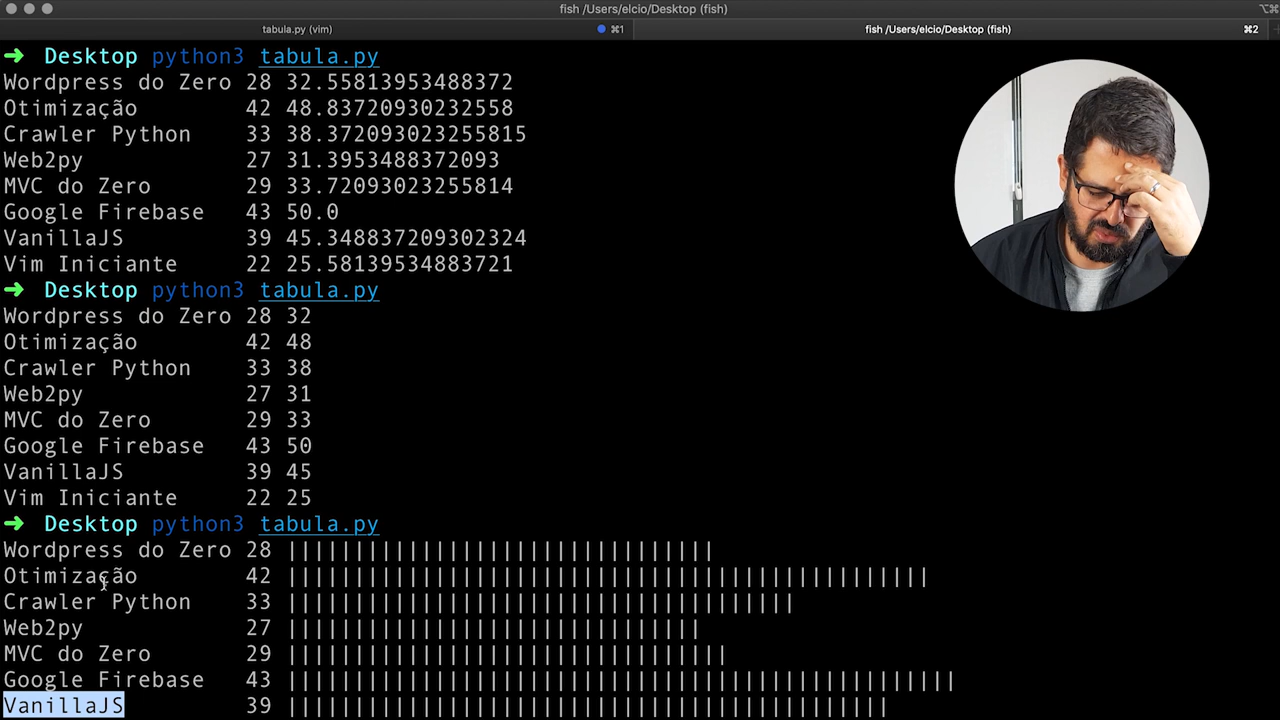 fish /Users/elcio/Desktop (fish)
tabula.py (vim) ⌘1 fish /Users/elcio/Desktop (fish) ⌘2
➜ Desktop python3 tabula.py
Wordpress do Zero 28 32.55813953488372
Otimização 42 48.83720930232558
Crawler Python 33 38.372093023255815
Web2py 27 31.3953488372093
MVC do Zero 29 33.72093023255814
Google Firebase 43 50.0
VanillaJS 39 45.348837209302324
Vim Iniciante 22 25.58139534883721
➜ Desktop python3 tabula.py
Wordpress do Zero 28 32
Otimização 42 48
Crawler Python 33 38
Web2py 27 31
MVC do Zero 29 33
Google Firebase 43 50
VanillaJS 39 45
Vim Iniciante 22 25
➜ Desktop python3 tabula.py
Wordpress do Zero 28 ||||||||||||||||||||||||||||||||
Otimização 42 ||||||||||||||||||||||||||||||||||||||||||||||||
Crawler Python 33 ||||||||||||||||||||||||||||||||||||||
Web2py 27 |||||||||||||||||||||||||||||||
MVC do Zero 29 |||||||||||||||||||||||||||||||||
Google Firebase 43 ||||||||||||||||||||||||||||||||||||||||||||||||||
VanillaJS 39 |||||||||||||||||||||||||||||||||||||||||||||